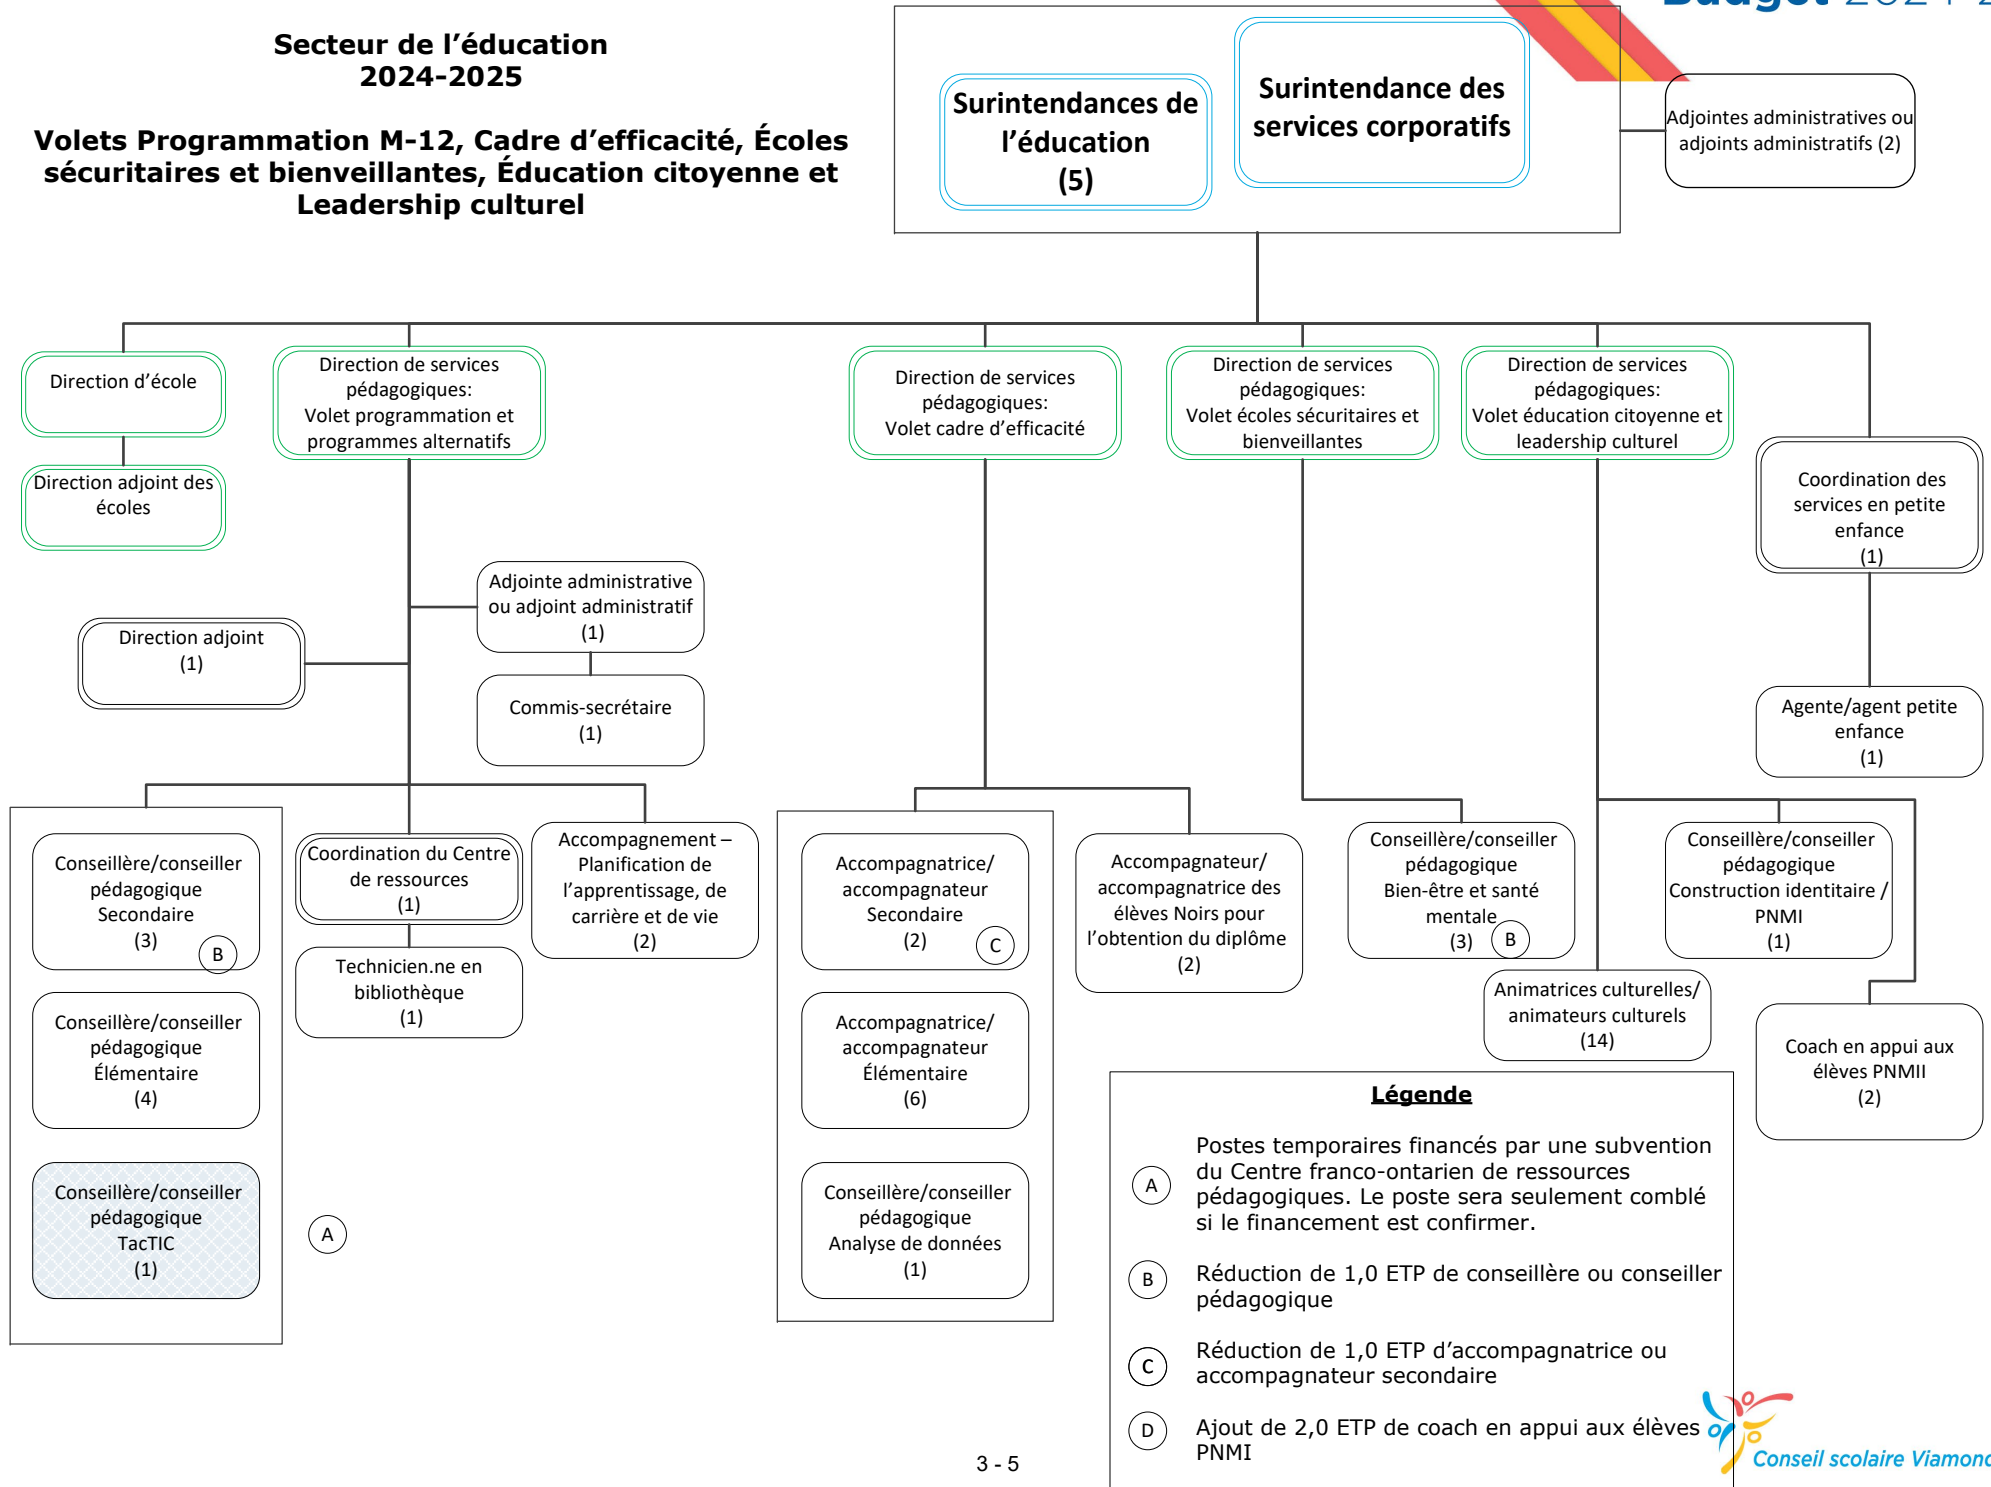 Budget 2024-2
Secteur de l’éducation
2024-2025
Volets Programmation M-12, Cadre d’efficacité, Écoles
sécuritaires et bienveillantes, Éducation citoyenne et
Leadership culturel
Surintendances de
l’éducation
(5)
Surintendance des
services corporatifs
Adjointes administratives ou
adjoints administratifs (2)
Direction d’école
Direction adjoint des
écoles
Direction de services
pédagogiques:
Volet programmation et
programmes alternatifs
Direction de services
pédagogiques:
Volet cadre d’efficacité
Direction de services
pédagogiques:
Volet écoles sécuritaires et
bienveillantes
Direction de services
pédagogiques:
Volet éducation citoyenne et
leadership culturel
Coordination des
services en petite
enfance
(1)
Adjointe administrative
ou adjoint administratif
(1)
Direction adjoint
(1)
Commis-secrétaire
(1)
Agente/agent petite
enfance
(1)
Conseillère/conseiller
pédagogique
Secondaire
(3)
B
Conseillère/conseiller
pédagogique
Élémentaire
(4)
Conseillère/conseiller
pédagogique
TacTIC
(1)
A
Coordination du Centre
de ressources
(1)
Technicien.ne en
bibliothèque
(1)
Accompagnement –
Planification de
l’apprentissage, de
carrière et de vie
(2)
Accompagnatrice/
accompagnateur
Secondaire
(2)
C
Accompagnatrice/
accompagnateur
Élémentaire
(6)
Conseillère/conseiller
pédagogique
Analyse de données
(1)
Accompagnateur/
accompagnatrice des
élèves Noirs pour
l’obtention du diplôme
(2)
Conseillère/conseiller
pédagogique
Bien-être et santé
mentale
(3)
B
Animatrices culturelles/
animateurs culturels
(14)
Conseillère/conseiller
pédagogique
Construction identitaire /
PNMI
(1)
Coach en appui aux
élèves PNMII
(2)
Légende
A
Postes temporaires financés par une subvention
du Centre franco-ontarien de ressources
pédagogiques. Le poste sera seulement comblé
si le financement est confirmer.
B
Réduction de 1,0 ETP de conseillère ou conseiller
pédagogique
C
Réduction de 1,0 ETP d’accompagnatrice ou
accompagnateur secondaire
D
Ajout de 2,0 ETP de coach en appui aux élèves
PNMI
3 - 5
Conseil scolaire Viamond